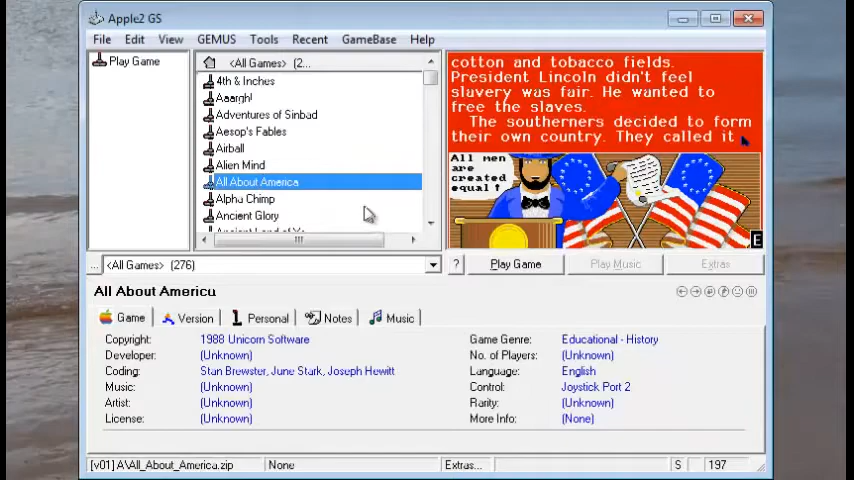 Apple2 GS
File Edit View GEMUS Tools Recent GameBase Help
Play Game
<All Games> (2...
4th & Inches
Aaargh!
Adventures of Sinbad
Aesop's Fables
Airball
Alien Mind
All About America
Alpha Chimp
Ancient Glory
cotton and tobacco fields.
President Lincoln didn't feel
slavery was fair. He wanted to
free the slaves.
The southerners decided to form
their own country. They called it
All men
are
created
equal!
E
... <All Games> (276)
? Play Game Play Music Extras
All About America
Game Version Personal Notes Music
Copyright: 1988 Unicorn Software
Developer: (Unknown)
Coding: Stan Brewster, June Stark, Joseph Hewitt
Music: (Unknown)
Artist: (Unknown)
License: (Unknown)
Game Genre: Educational - History
No. of Players: (Unknown)
Language: English
Control: Joystick Port 2
Rarity: (Unknown)
More Info: (None)
[v01] A\All_About_America.zip None Extras... S 197